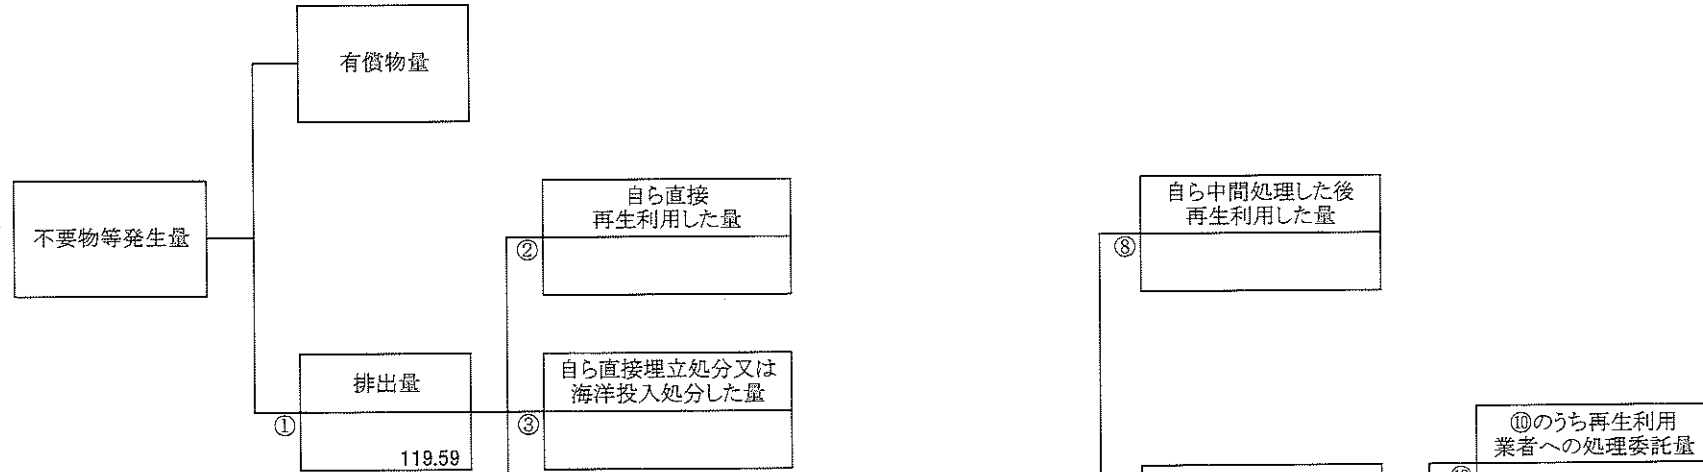 有償物量
不要物等発生量
自ら直接
再生利用した量
②
自ら中間処理した後
再生利用した量
⑧
排出量
①
119.59
自ら直接埋立処分又は
海洋投入処分した量
③
⑩のうち再生利用
業者への処理委託量